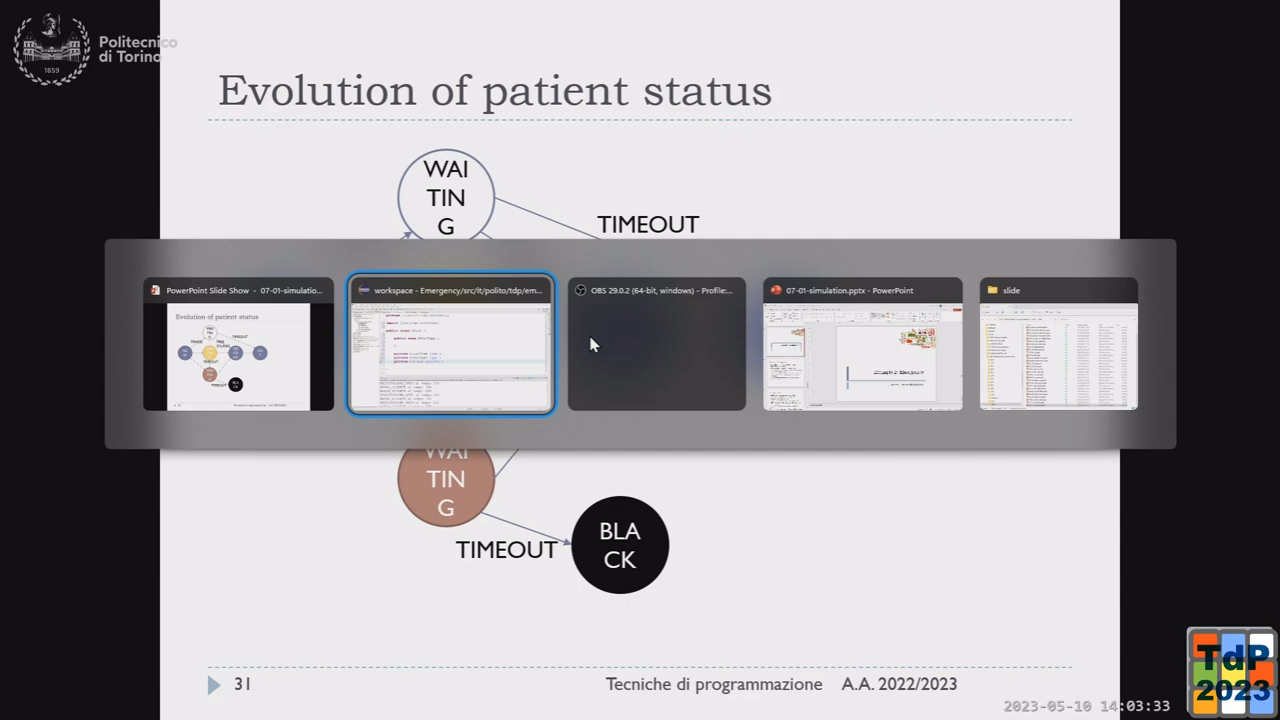 Politecnico
di Torino
1859
Evolution of patient status
WAI
TIN
G
TIMEOUT
PowerPoint Slide Show - 07-01-simulatio...
workspace - Emergency/src/it/polito/tdp/em...
OBS 29.0.2 (64-bit, windows) - Profile:...
07-01-simulation.pptx - PowerPoint
slide
Evolution of patient status
WAI
TIN
G
TIMEOUT
BLA
CK
31
Tecniche di programmazione A.A. 2022/2023
TdP
2023
2023-05-10 14:03:33